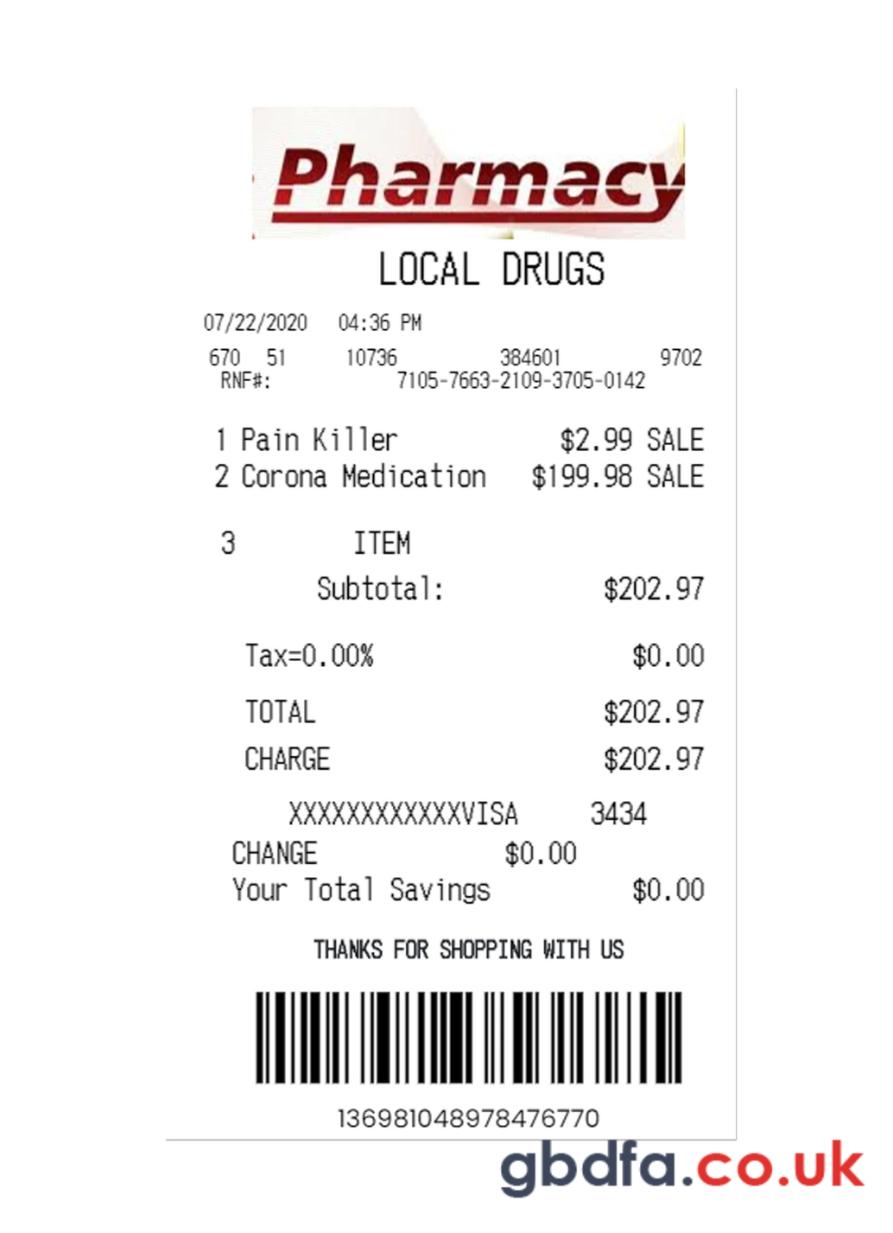 Pharmacy
LOCAL DRUGS
07/22/2020 04:36 PM
670 51 10736 384601 9702
RNF#: 7105-7663-2109-3705-0142
1 Pain Killer $2.99 SALE
2 Corona Medication $199.98 SALE
3 ITEM
Subtotal: $202.97
Tax=0.00% $0.00
TOTAL $202.97
CHARGE $202.97
XXXXXXXXXXXXVISA 3434
CHANGE $0.00
Your Total Savings $0.00
THANKS FOR SHOPPING WITH US
136981048978476770
gbdfa.co.uk